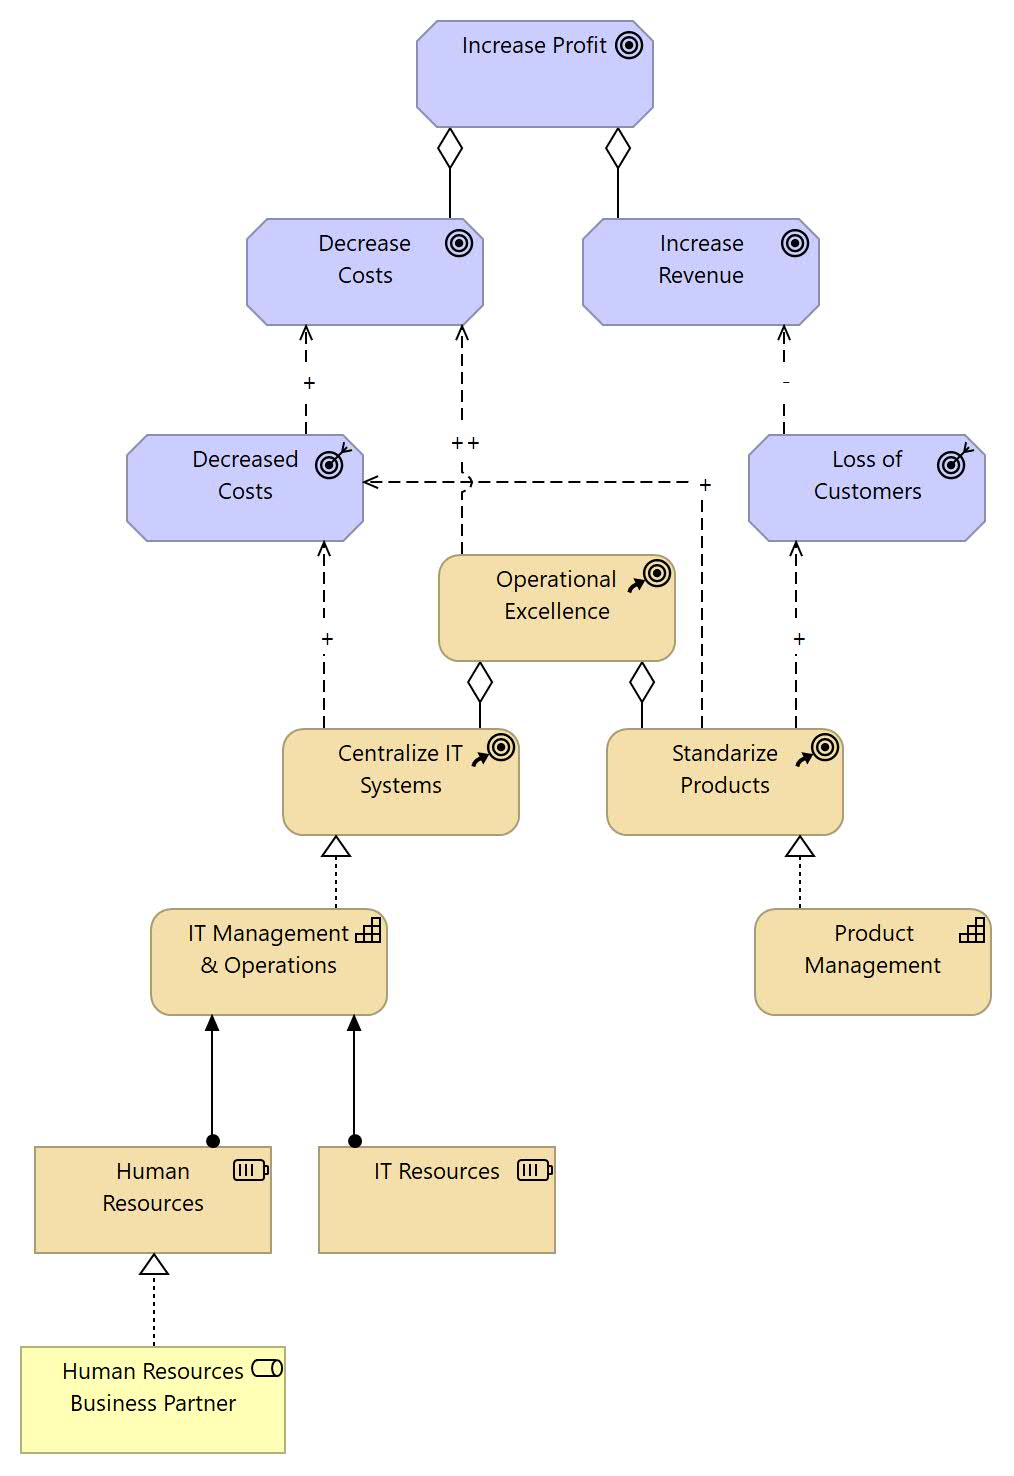 Increase Profit
Decrease
Costs
Increase
Revenue
+
-
++
Decreased
Costs
Loss of
Customers
+
Operational
Excellence
+
+
Centralize IT
Systems
Standarize
Products
IT Management
& Operations
Product
Management
Human
Resources
IT Resources
Human Resources
Business Partner